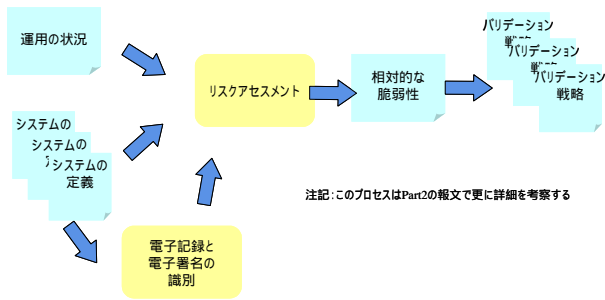 運用の状況
リスクアセスメント
相対的な
脆弱性
バリデーション
戦略
バリデーション
戦略
バリデーション
戦略
システムの
システムの
システムの
定義
電子記録と
電子署名の
識別
注記：このプロセスはPart2の報文で更に詳細を考察する